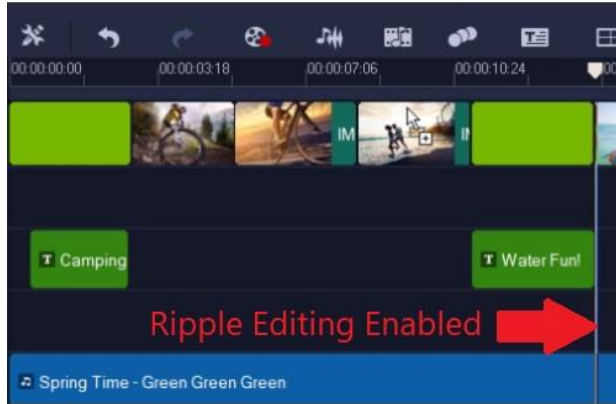 00:00:00:00 00:00:03:18 00:00:07:06 00:00:10:24 00
IM
T Camping
T Water Fun!
Ripple Editing Enabled
Spring Time - Green Green Green